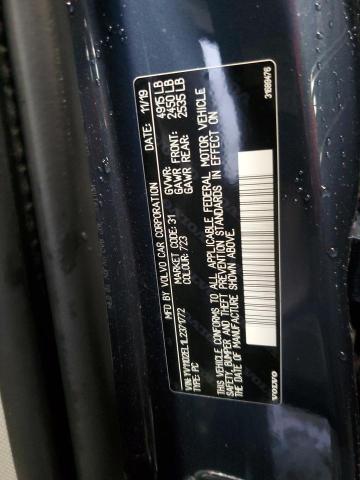 MFD BY VOLVO CAR CORPORATION DATE: 11/19
MARKET CODE: 31 GVWR: 4915 LB
COLOUR: 723 GAWR FRONT: 2450 LB
GAWR REAR: 2535 LB
TYPE: PC
THIS VEHICLE CONFORMS TO ALL APPLICABLE FEDERAL MOTOR VEHICLE
SAFETY, BUMPER AND THEFT PREVENTION STANDARDS IN EFFECT ON
THE DATE OF MANUFACTURE SHOWN ABOVE.
VOLVO
31689476